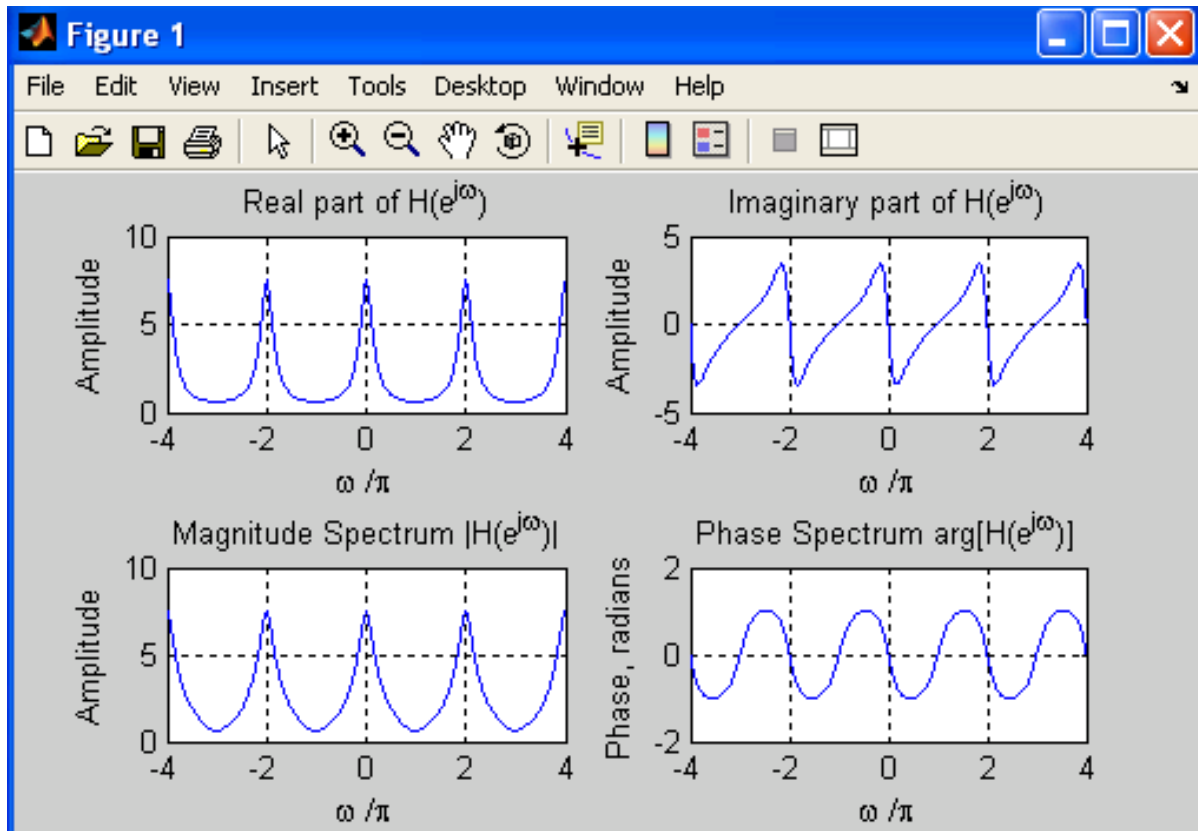 Figure 1
File Edit View Insert Tools Desktop Window Help
Real part of H(e^jω)
Amplitude
10
5
0
-4 -2 0 2 4
ω /π
Imaginary part of H(e^jω)
Amplitude
5
0
-5
-4 -2 0 2 4
ω /π
Magnitude Spectrum |H(e^jω)|
Amplitude
10
5
0
-4 -2 0 2 4
ω /π
Phase Spectrum arg[H(e^jω)]
Phase, radians
2
0
-2
-4 -2 0 2 4
ω /π